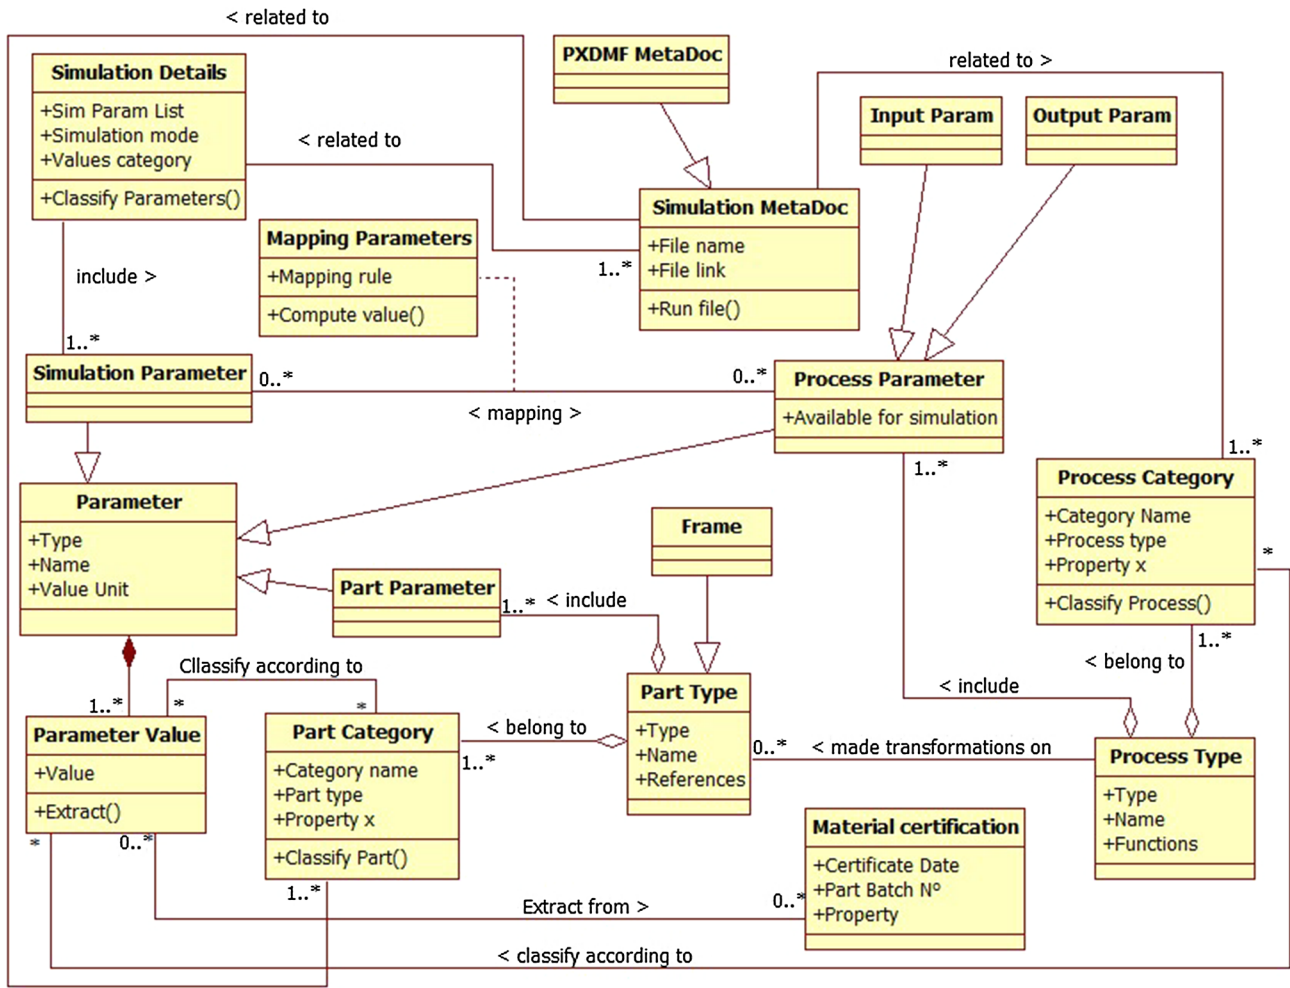 < related to
PXDMF MetaDoc
related to >
Simulation Details
+Sim Param List
+Simulation mode
+Values category
+Classify Parameters()
< related to
Input Param
Output Param
Mapping Parameters
+Mapping rule
+Compute value()
Simulation MetaDoc
+File name
+File link
+Run file()
1..*
include >
1..*
Simulation Parameter
0..*
0..*
< mapping >
Process Parameter
+Available for simulation
1..*
1..*
Process Category
+Category Name
+Process type
+Property x
+Classify Process()
*
1..*
Parameter
+Type
+Name
+Value Unit
Frame
Part Parameter
1..*
< include
< belong to
< include
Cllassify according to
*
*
1..*
Parameter Value
+Value
+Extract()
*
0..*
Part Category
+Category name
+Part type
+Property x
+Classify Part()
1..*
< belong to
1..*
Part Type
+Type
+Name
+References
0..*
< made transformations on
Process Type
+Type
+Name
+Functions
Material certification
+Certificate Date
+Part Batch Nº
+Property
0..*
Extract from >
< classify according to